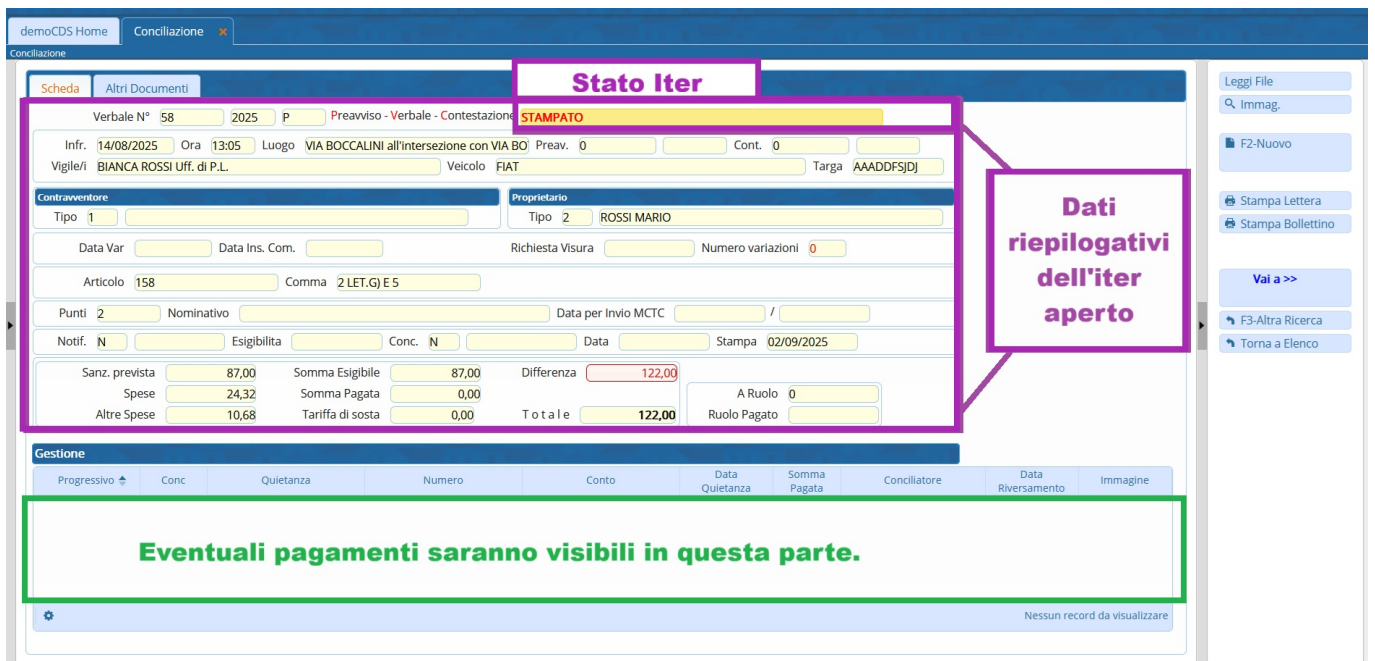 demoCDS Home Conciliazione ×
Conciliazione
Scheda Altri Documenti Stato Iter
Verbale N° 58 2025 P Preavviso - Verbale - Contestazione STAMPATO
Infr. 14/08/2025 Ora 13:05 Luogo VIA BOCCALINI all'intersezione con VIA BO Preav. 0 Cont. 0
Vigile/i BIANCA ROSSI Uff. di P.L. Veicolo FIAT Targa AAADDFSJDJ
Contravventore Proprietario
Tipo 1 Tipo 2 ROSSI MARIO
Data Var Data Ins. Com. Richiesta Visura Numero variazioni 0
Articolo 158 Comma 2 LET.G) E 5
Punti 2 Nominativo Data per Invio MCTC /
Notif. N Esigibilita Conc. N Data Stampa 02/09/2025
Sanz. prevista 87,00 Somma Esigibile 87,00 Differenza 122,00
Spese 24,32 Somma Pagata 0,00 A Ruolo 0
Altre Spese 10,68 Tariffa di sosta 0,00 Totale 122,00 Ruolo Pagato
Dati
riepilogativi
dell'iter
aperto
Gestione
Progressivo Conc Quietanza Numero Conto Data Quietanza Somma Pagata Conciliatore Data Riversamento Immagine
Eventuali pagamenti saranno visibili in questa parte.
Nessun record da visualizzare
Leggi File
Immag.
F2-Nuovo
Stampa Lettera
Stampa Bollettino
Vai a >>
F3-Altra Ricerca
Torna a Elenco